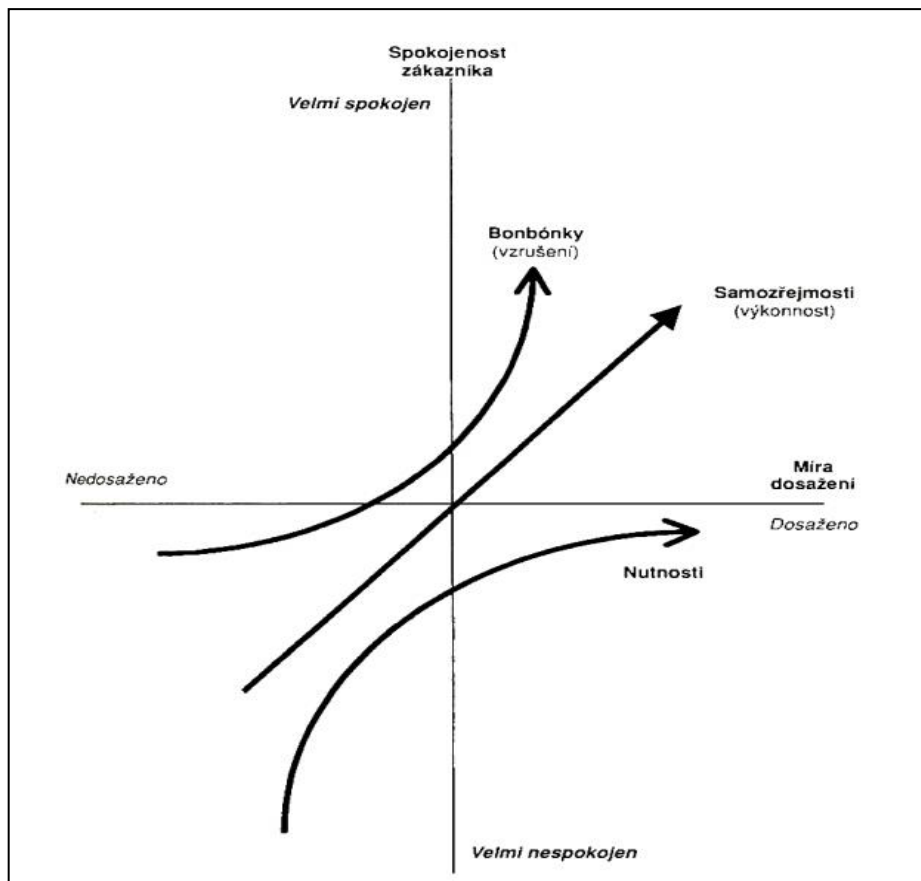 Spokojenost
zákazníka
Velmi spokojen
Bonbónky
(vzrušení)
Samozřejmosti
(výkonnost)
Nedosaženo
Míra
dosažení
Dosaženo
Nutnosti
Velmi nespokojen